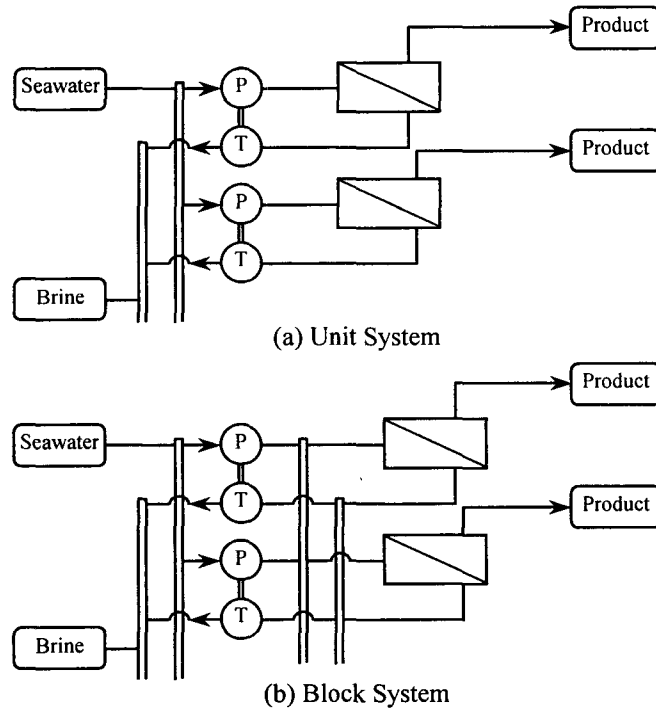 Product
Seawater
P
T
Product
P
T
Brine
(a) Unit System
Product
Seawater
P
T
Product
P
T
Brine
(b) Block System